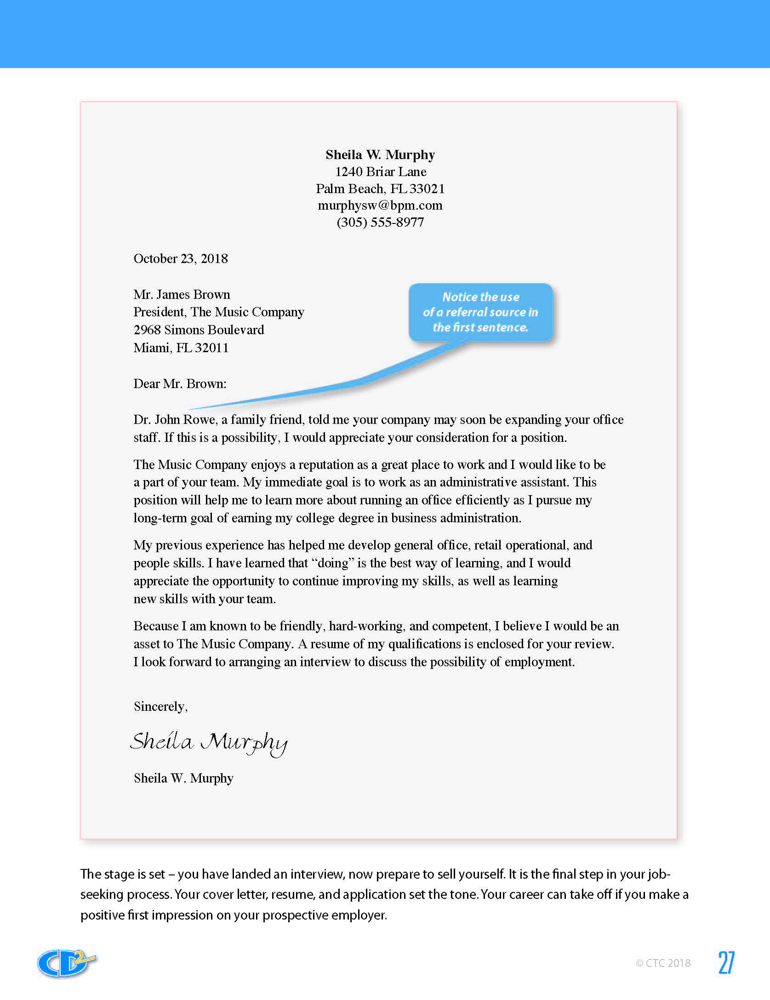 Sheila W. Murphy
1240 Briar Lane
Palm Beach, FL 33021
murphysw@bpm.com
(305) 555-8977
October 23, 2018
Mr. James Brown
President, The Music Company
2968 Simons Boulevard
Miami, FL 32011
Notice the use
of a referral source in
the first sentence.
Dear Mr. Brown:
Dr. John Rowe, a family friend, told me your company may soon be expanding your office
staff. If this is a possibility, I would appreciate your consideration for a position.
The Music Company enjoys a reputation as a great place to work and I would like to be
a part of your team. My immediate goal is to work as an administrative assistant. This
position will help me to learn more about running an office efficiently as I pursue my
long-term goal of earning my college degree in business administration.
My previous experience has helped me develop general office, retail operational, and
people skills. I have learned that “doing” is the best way of learning, and I would
appreciate the opportunity to continue improving my skills, as well as learning
new skills with your team.
Because I am known to be friendly, hard-working, and competent, I believe I would be an
asset to The Music Company. A resume of my qualifications is enclosed for your review.
I look forward to arranging an interview to discuss the possibility of employment.
Sincerely,
Sheila Murphy
Sheila W. Murphy
The stage is set – you have landed an interview, now prepare to sell yourself. It is the final step in your job-
seeking process. Your cover letter, resume, and application set the tone. Your career can take off if you make a
positive first impression on your prospective employer.
CD2
© CTC 2018
27